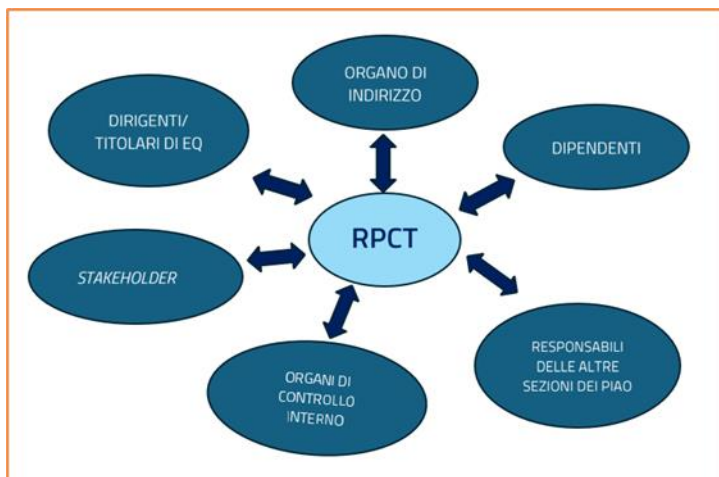 ORGANO DI
INDIRIZZO
DIRIGENTI/
TITOLARI DI EQ
DIPENDENTI
RPCT
STAKEHOLDER
RESPONSABILI
DELLE ALTRE
SEZIONI DEI PIAO
ORGANI DI
CONTROLLO
INTERNO